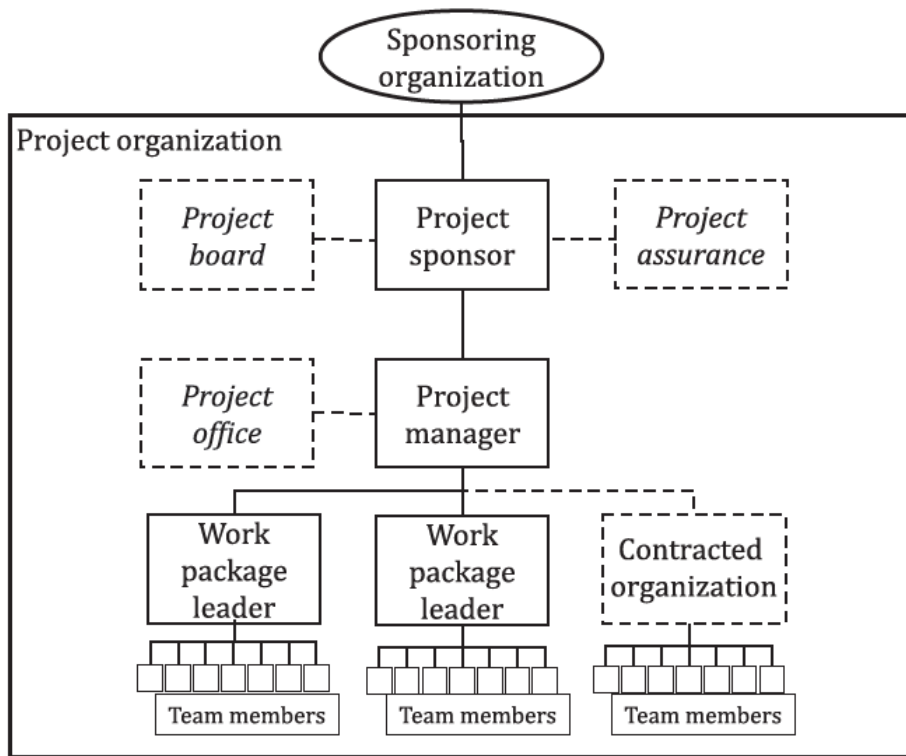 Sponsoring
organization
Project organization
Project
board
Project
sponsor
Project
assurance
Project
office
Project
manager
Work
package
leader
Work
package
leader
Contracted
organization
Team members
Team members
Team members